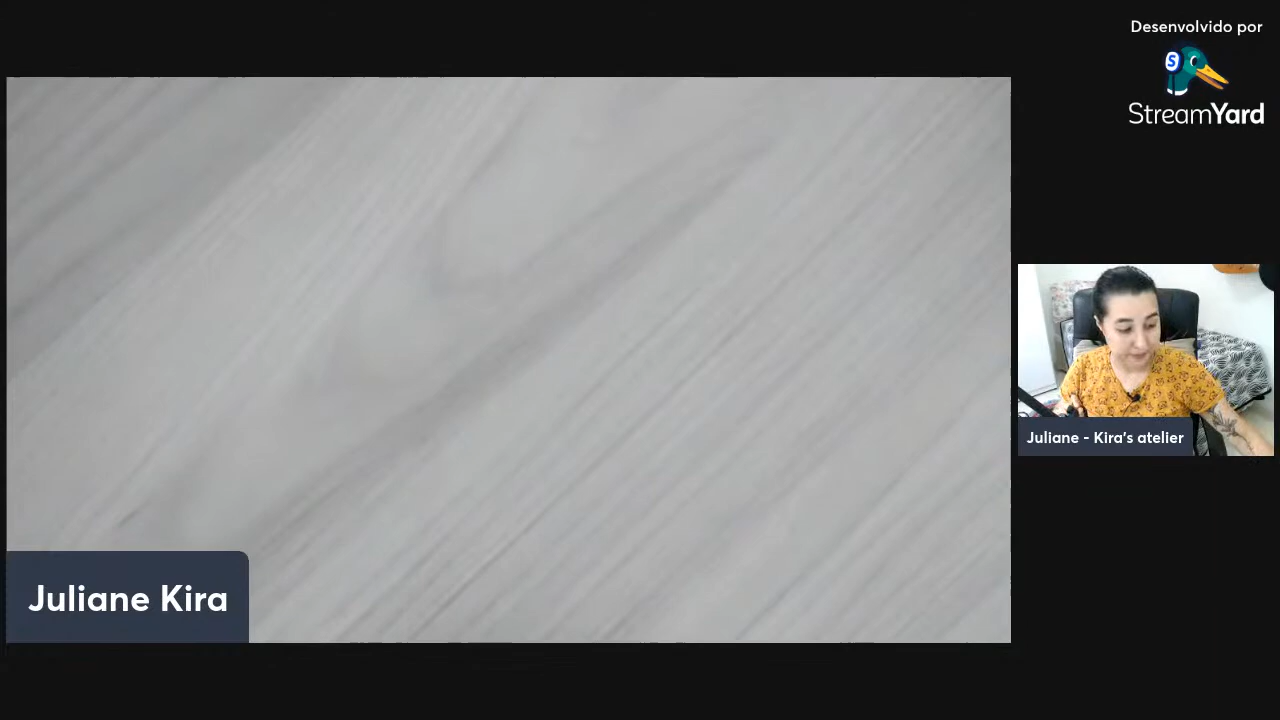 Desenvolvido por
S
StreamYard
Juliane - Kira's atelier
Juliane Kira